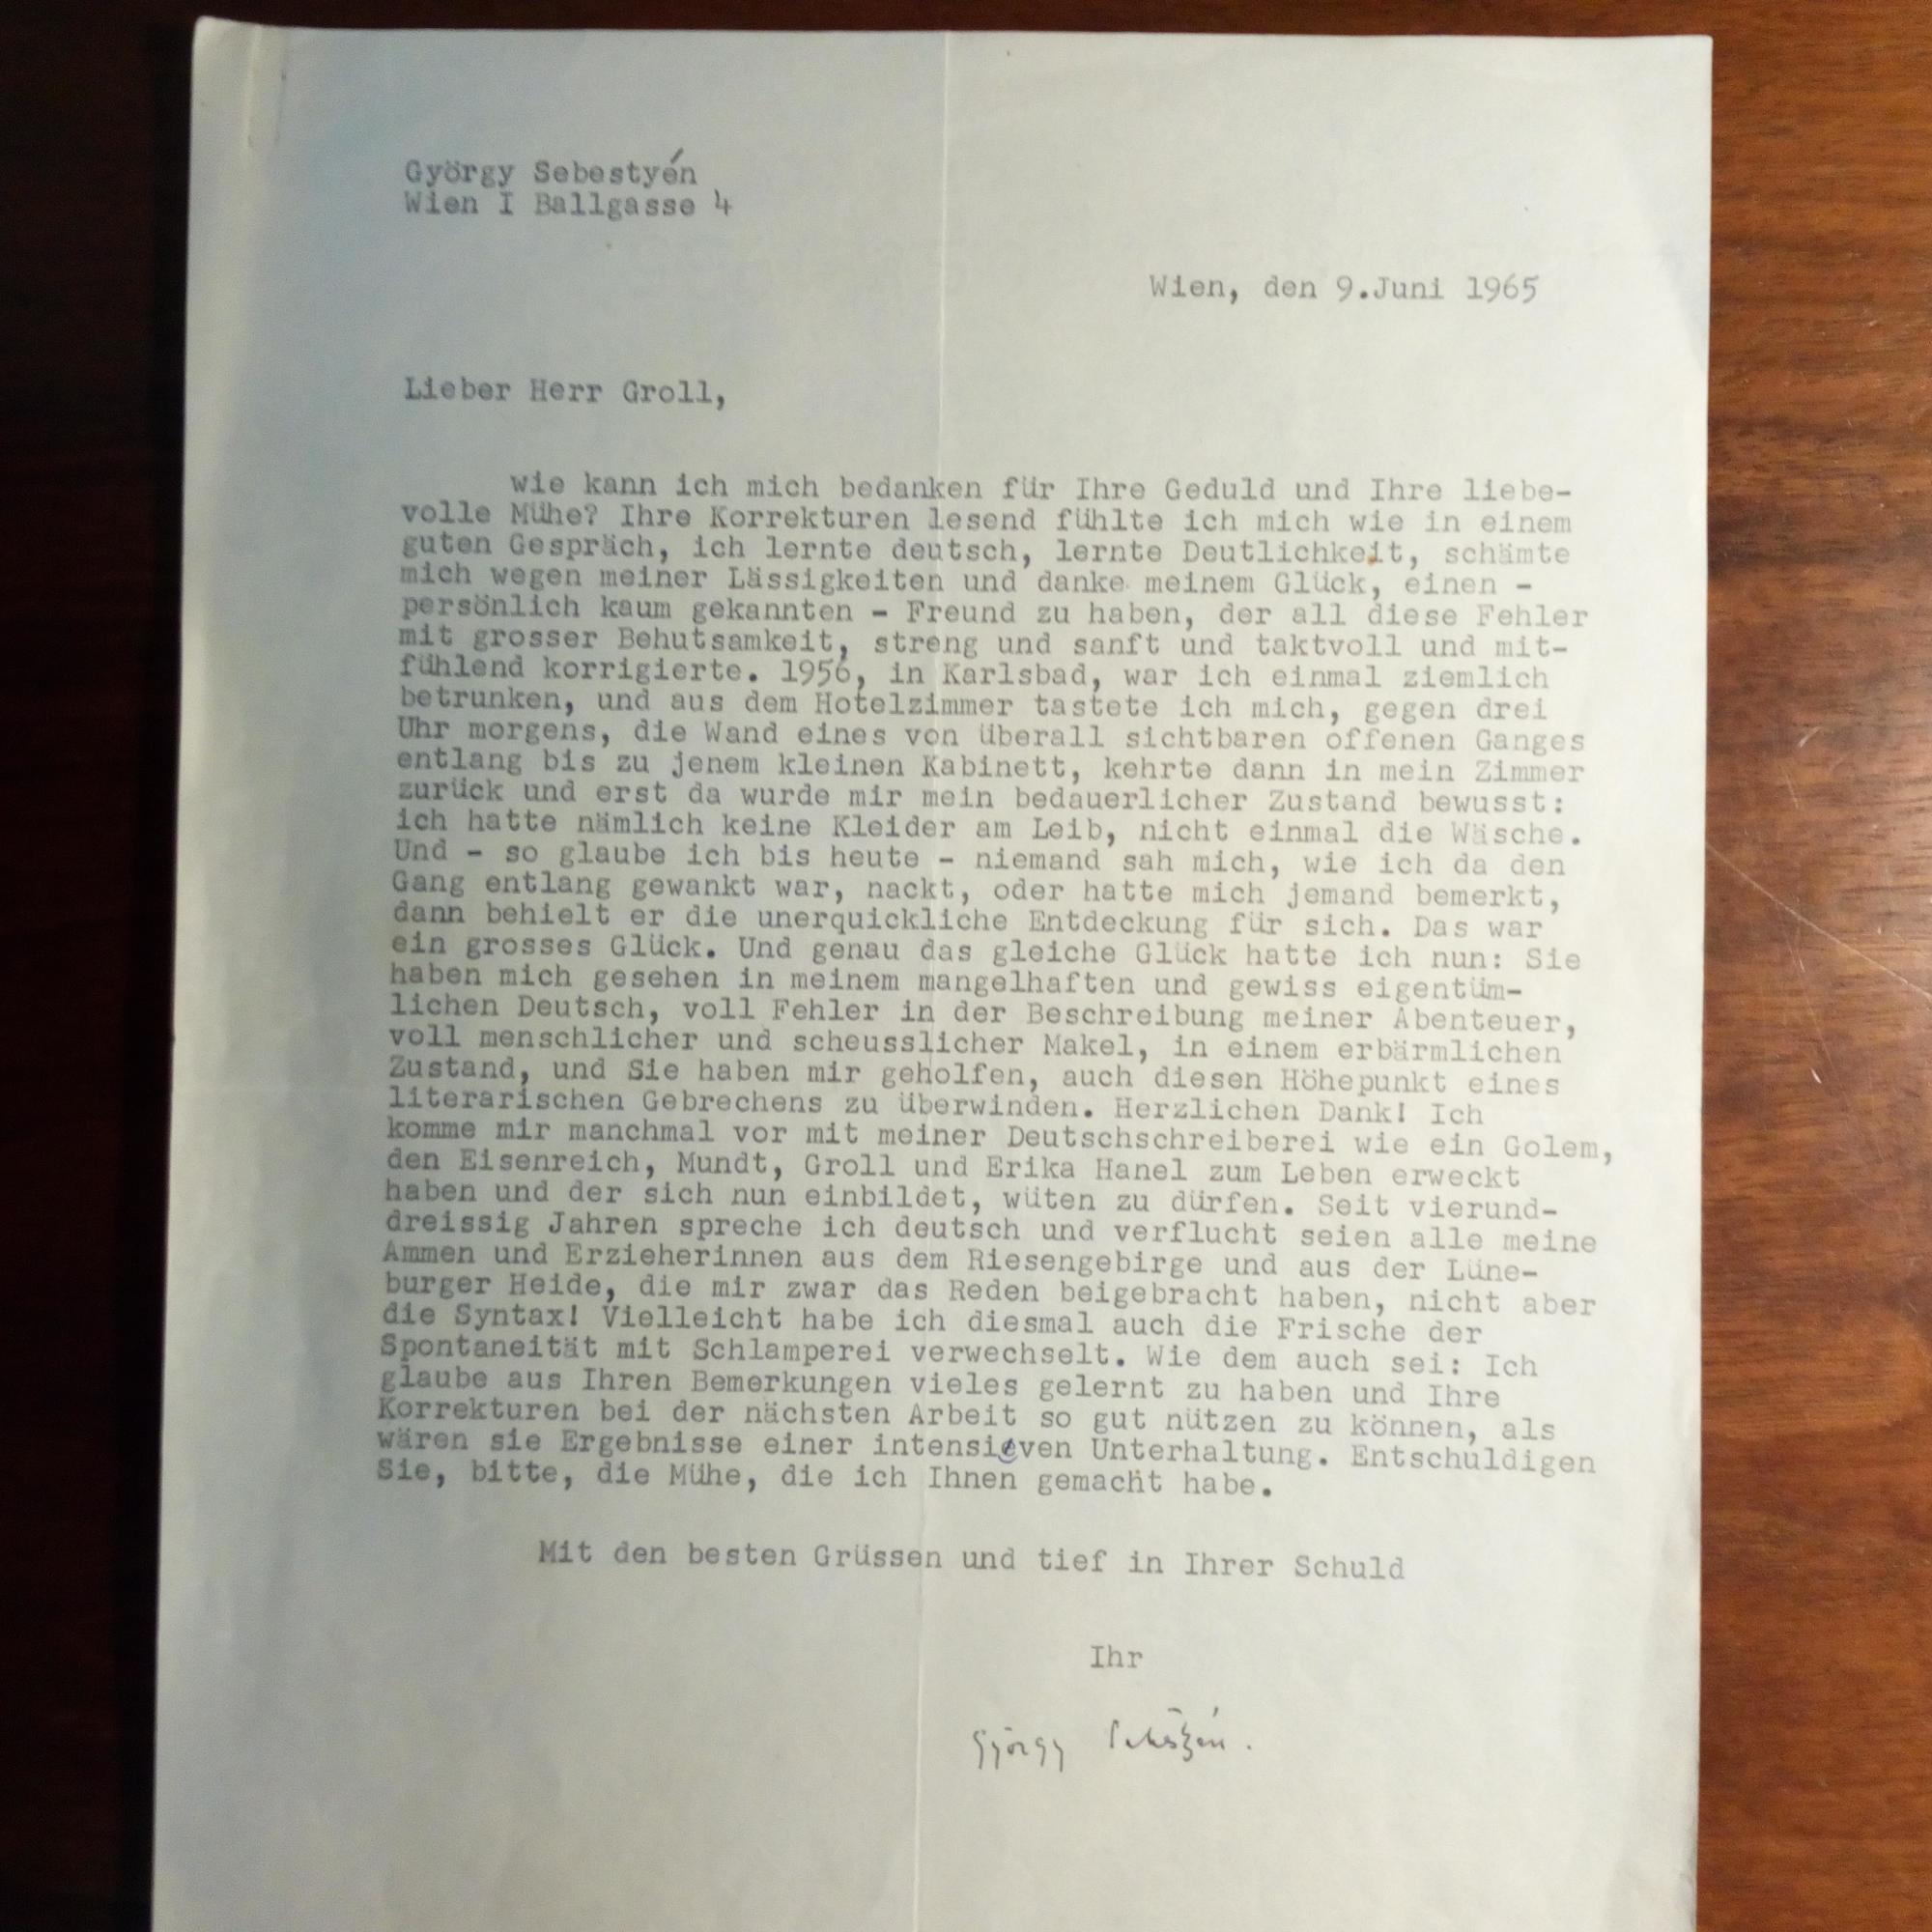 György Sebestyén
Wien I Ballgasse 4
Wien, den 9.Juni 1965
Lieber Herr Groll,
wie kann ich mich bedanken für Ihre Geduld und Ihre liebe-
volle Mühe? Ihre Korrekturen lesend fühlte ich mich wie in einem
guten Gespräch, ich lernte deutsch, lernte Deutlichkeit, schämte
mich wegen meiner Lässigkeiten und danke meinem Glück, einen -
persönlich kaum gekannten - Freund zu haben, der all diese Fehler
mit grosser Behutsamkeit, streng und sanft und taktvoll und mit-
fühlend korrigierte. 1956, in Karlsbad, war ich einmal ziemlich
betrunken, und aus dem Hotelzimmer tastete ich mich, gegen drei
Uhr morgens, die Wand eines von überall sichtbaren offenen Ganges
entlang bis zu jenem kleinen Kabinett, kehrte dann in mein Zimmer
zurück und erst da wurde mir mein bedauerlicher Zustand bewusst:
ich hatte nämlich keine Kleider am Leib, nicht einmal die Wäsche.
Und - so glaube ich bis heute - niemand sah mich, wie ich da den
Gang entlang gewankt war, nackt, oder hatte mich jemand bemerkt,
dann behielt er die unerquickliche Entdeckung für sich. Das war
ein grosses Glück. Und genau das gleiche Glück hatte ich nun: Sie
haben mich gesehen in meinem mangelhaften und gewiss eigentüm-
lichen Deutsch, voll Fehler in der Beschreibung meiner Abenteuer,
voll menschlicher und scheusslicher Makel, in einem erbärmlichen
Zustand, und Sie haben mir geholfen, auch diesen Höhepunkt eines
literarischen Gebrechens zu überwinden. Herzlichen Dank! Ich
komme mir manchmal vor mit meiner Deutschschreiberei wie ein Golem,
den Eisenreich, Mundt, Groll und Erika Hanel zum Leben erweckt
haben und der sich nun einbildet, wüten zu dürfen. Seit vierund-
dreissig Jahren spreche ich deutsch und verflucht seien alle meine
Ammen und Erzieherinnen aus dem Riesengebirge und aus der Lüne-
burger Heide, die mir zwar das Reden beigebracht haben, nicht aber
die Syntax! Vielleicht habe ich diesmal auch die Frische der
Spontaneität mit Schlamperei verwechselt. Wie dem auch sei: Ich
glaube aus Ihren Bemerkungen vieles gelernt zu haben und Ihre
Korrekturen bei der nächsten Arbeit so gut nützen zu können, als
wären sie Ergebnisse einer intensiven Unterhaltung. Entschuldigen
Sie, bitte, die Mühe, die ich Ihnen gemacht habe.
Mit den besten Grüssen und tief in Ihrer Schuld
Ihr
György Sebestyén.